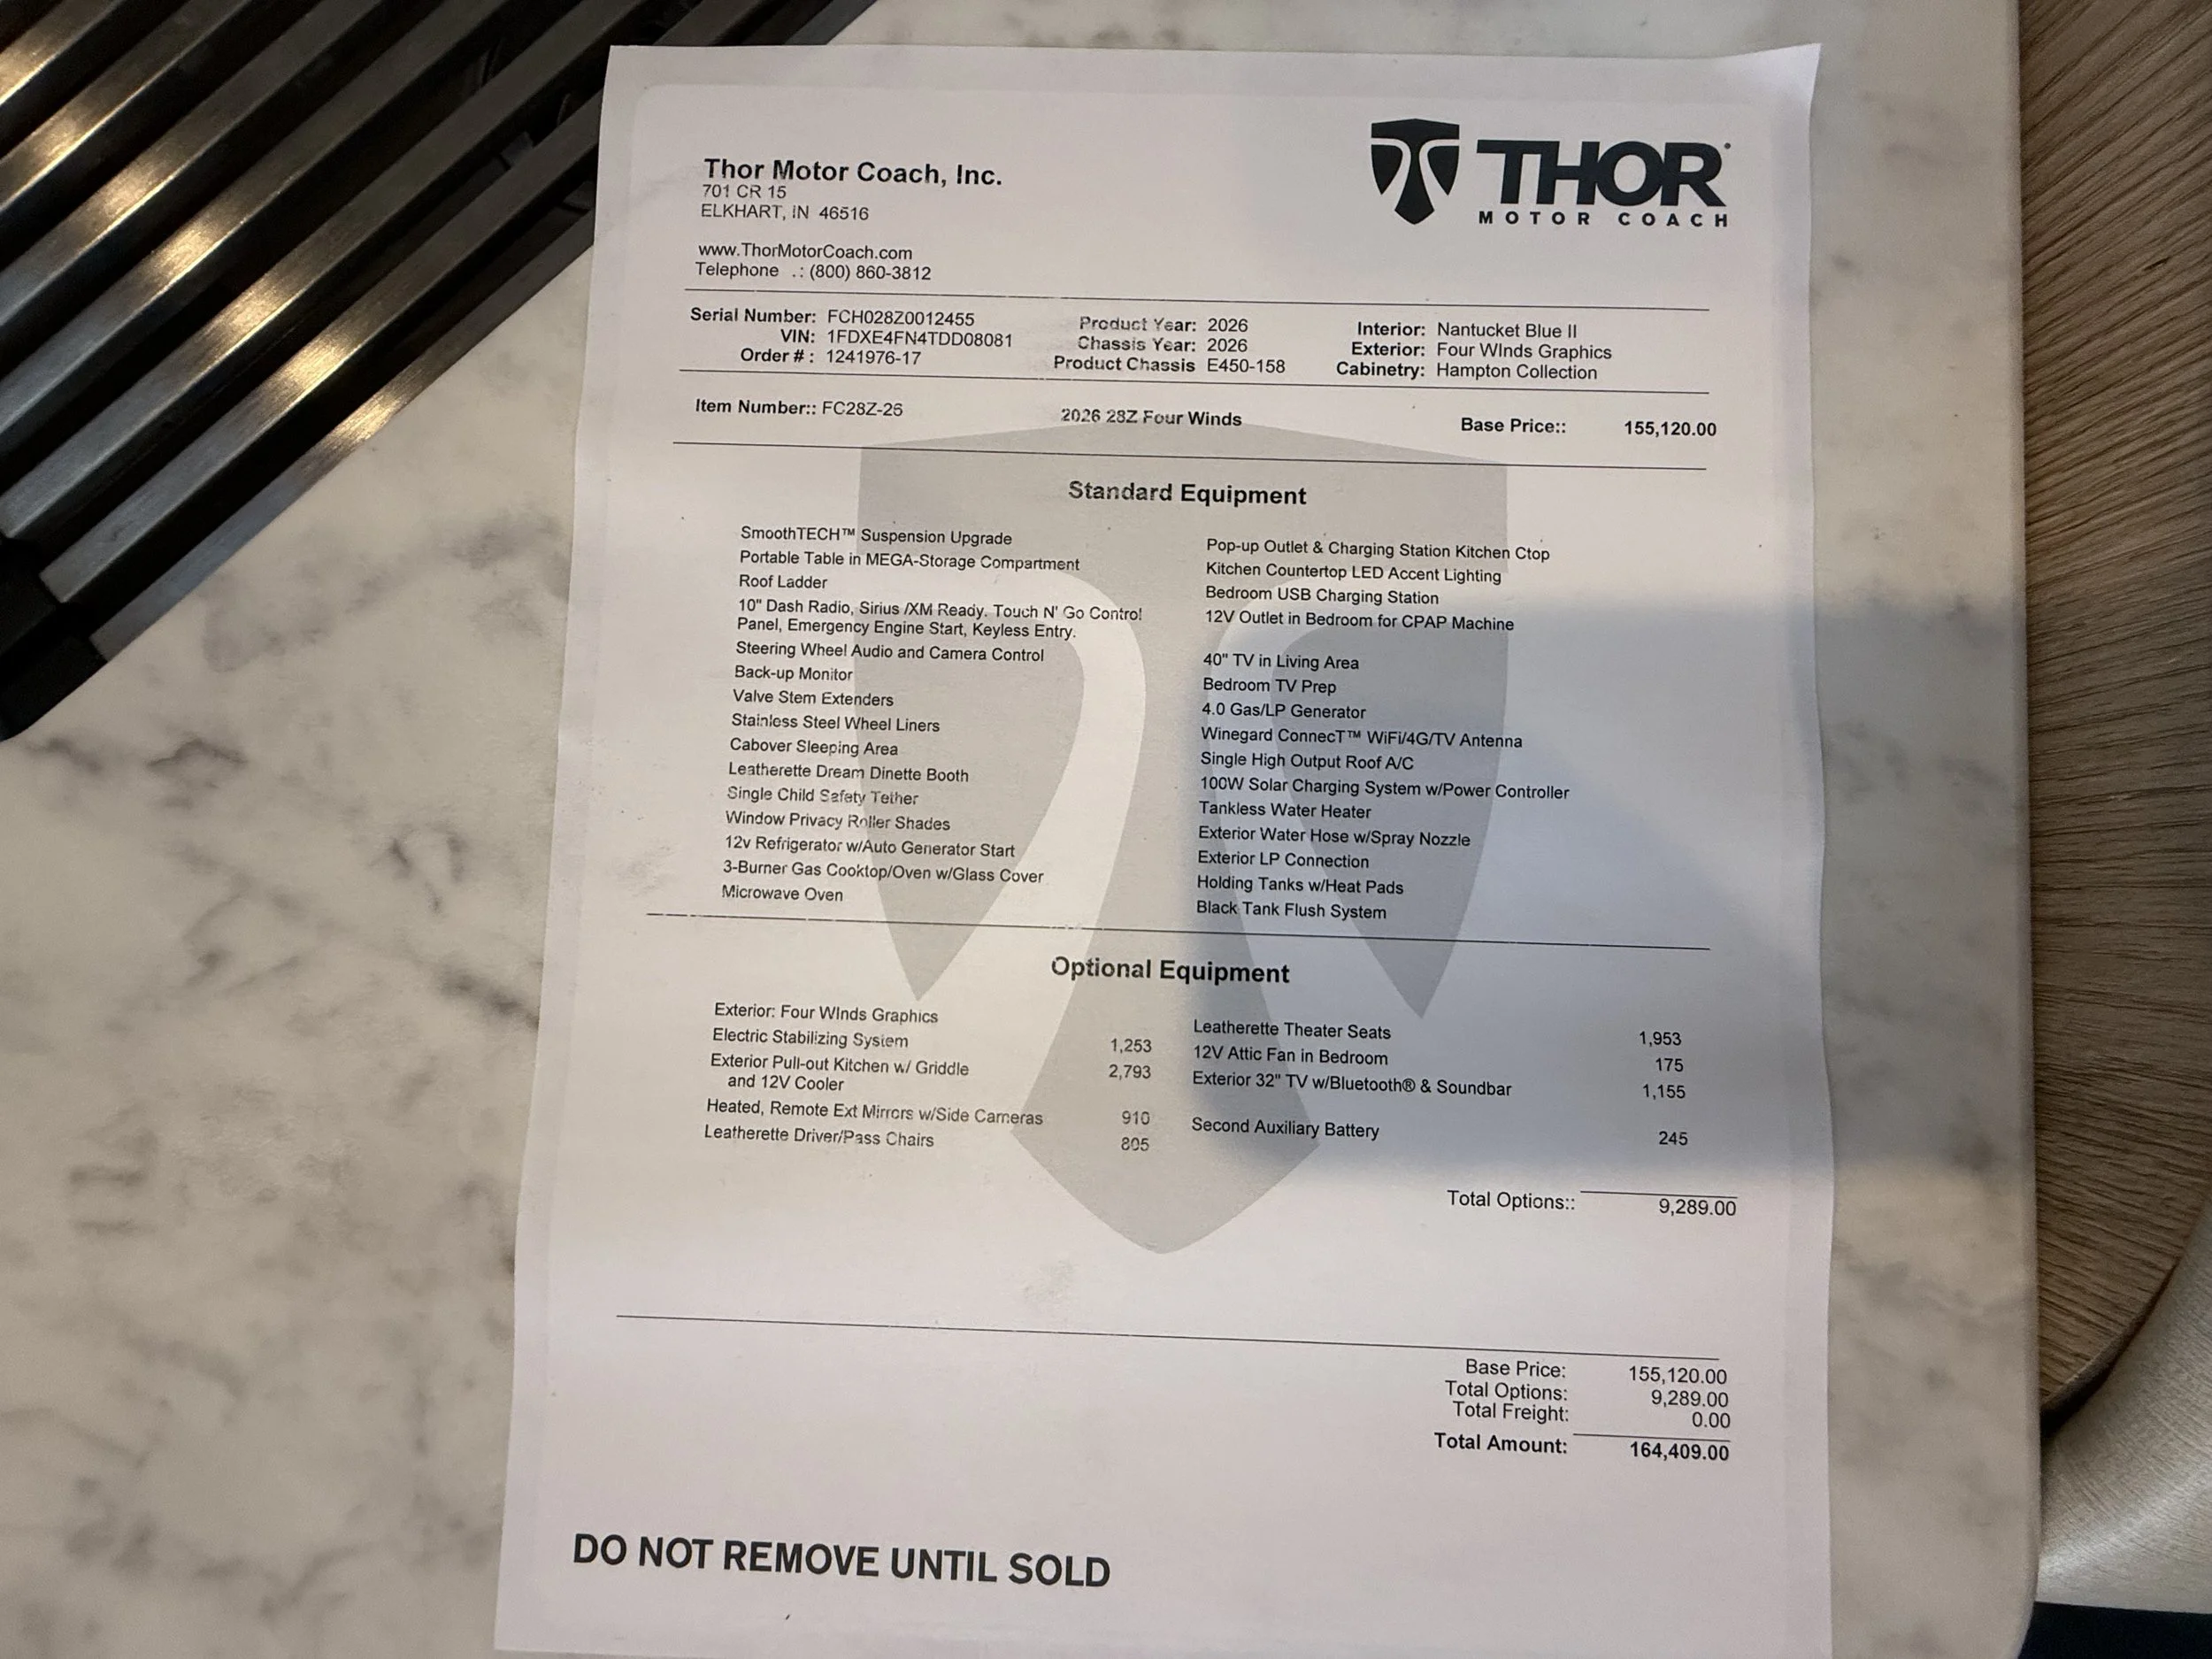 Thor Motor Coach, Inc.
701 CR 15
ELKHART, IN 46516
www.ThorMotorCoach.com
Telephone .: (800) 860-3812
THOR
MOTOR COACH
Serial Number: FCH028Z0012455
VIN: 1FDXE4FN4TDD08081
Order # : 1241976-17
Product Year: 2026
Chassis Year: 2026
Product Chassis E450-158
Interior: Nantucket Blue II
Exterior: Four WInds Graphics
Cabinetry: Hampton Collection
Item Number:: FC28Z-26
2026 28Z Four Winds
Base Price:: 155,120.00
Standard Equipment
SmoothTECH™ Suspension Upgrade
Portable Table in MEGA-Storage Compartment
Roof Ladder
10" Dash Radio, Sirius /XM Ready. Touch N' Go Control
Panel, Emergency Engine Start, Keyless Entry.
Steering Wheel Audio and Camera Control
Back-up Monitor
Valve Stem Extenders
Stainless Steel Wheel Liners
Cabover Sleeping Area
Leatherette Dream Dinette Booth
Single Child Safety Tether
Window Privacy Roller Shades
12v Refrigerator w/Auto Generator Start
3-Burner Gas Cooktop/Oven w/Glass Cover
Microwave Oven
Pop-up Outlet & Charging Station Kitchen Ctop
Kitchen Countertop LED Accent Lighting
Bedroom USB Charging Station
12V Outlet in Bedroom for CPAP Machine
40" TV in Living Area
Bedroom TV Prep
4.0 Gas/LP Generator
Winegard ConnecT™ WiFi/4G/TV Antenna
Single High Output Roof A/C
100W Solar Charging System w/Power Controller
Tankless Water Heater
Exterior Water Hose w/Spray Nozzle
Exterior LP Connection
Holding Tanks w/Heat Pads
Black Tank Flush System
Optional Equipment
Exterior: Four WInds Graphics
Electric Stabilizing System 1,253
Exterior Pull-out Kitchen w/ Griddle 2,793
and 12V Cooler
Heated, Remote Ext Mirrors w/Side Cameras 910
Leatherette Driver/Pass Chairs 805
Leatherette Theater Seats 1,953
12V Attic Fan in Bedroom 175
Exterior 32" TV w/Bluetooth® & Soundbar 1,155
Second Auxiliary Battery 245
Total Options:: 9,289.00
Base Price: 155,120.00
Total Options: 9,289.00
Total Freight: 0.00
Total Amount: 164,409.00
DO NOT REMOVE UNTIL SOLD